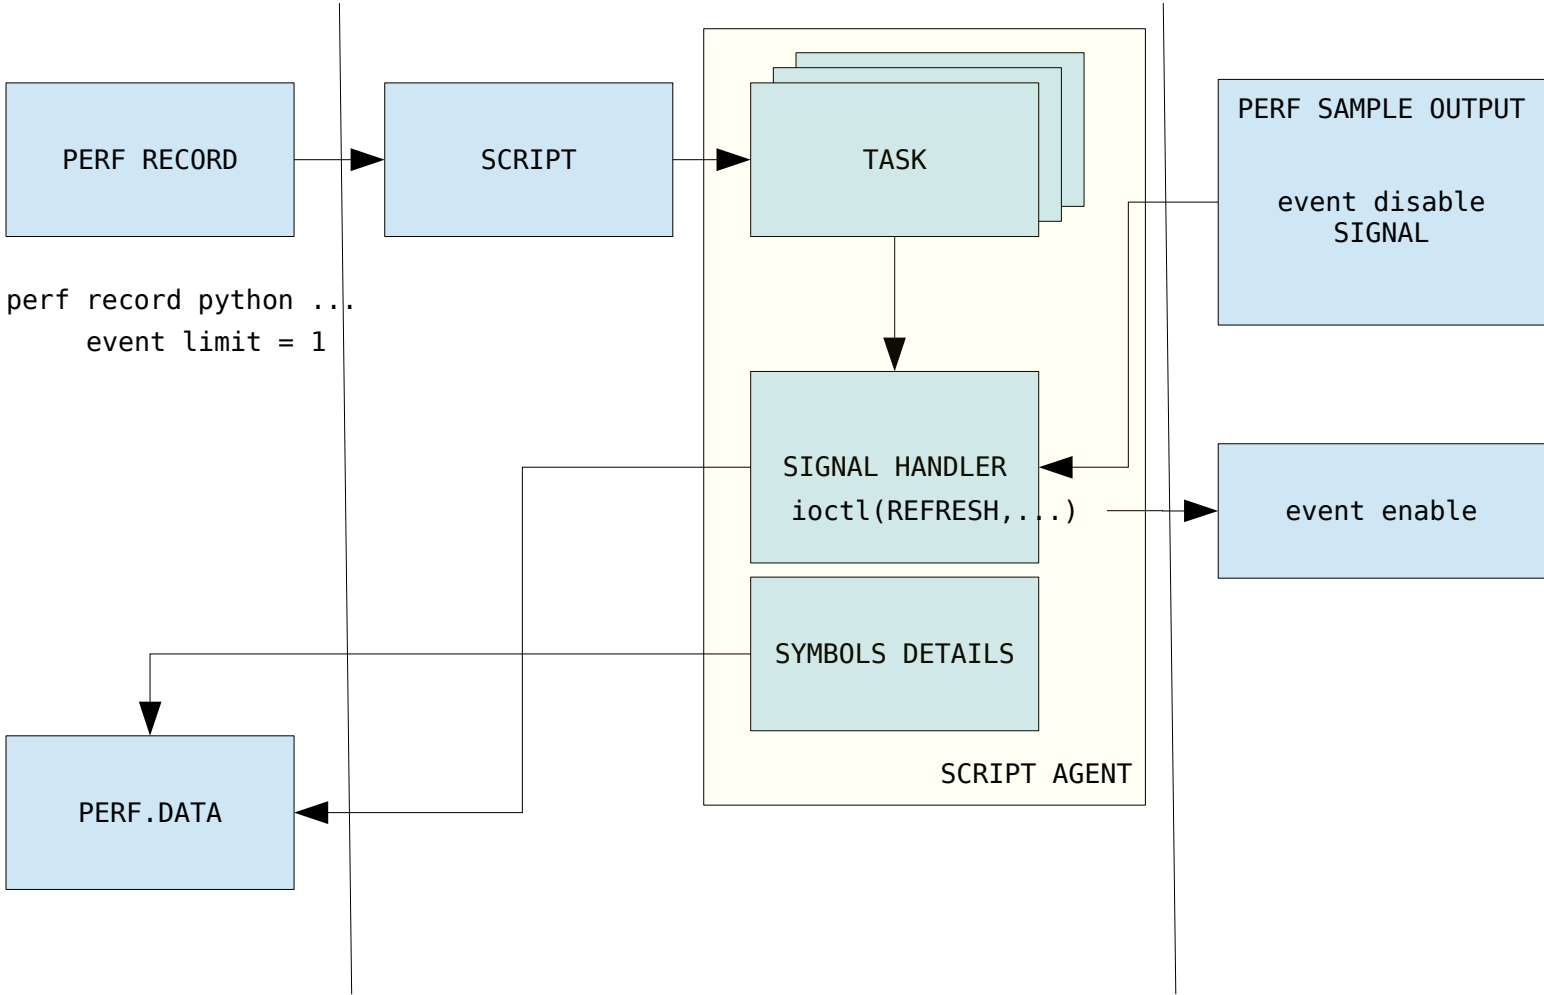 PERF RECORD
SCRIPT
TASK
PERF SAMPLE OUTPUT
event disable
SIGNAL
perf record python ...
event limit = 1
SIGNAL HANDLER
ioctl(REFRESH,...)
event enable
SYMBOLS DETAILS
SCRIPT AGENT
PERF.DATA